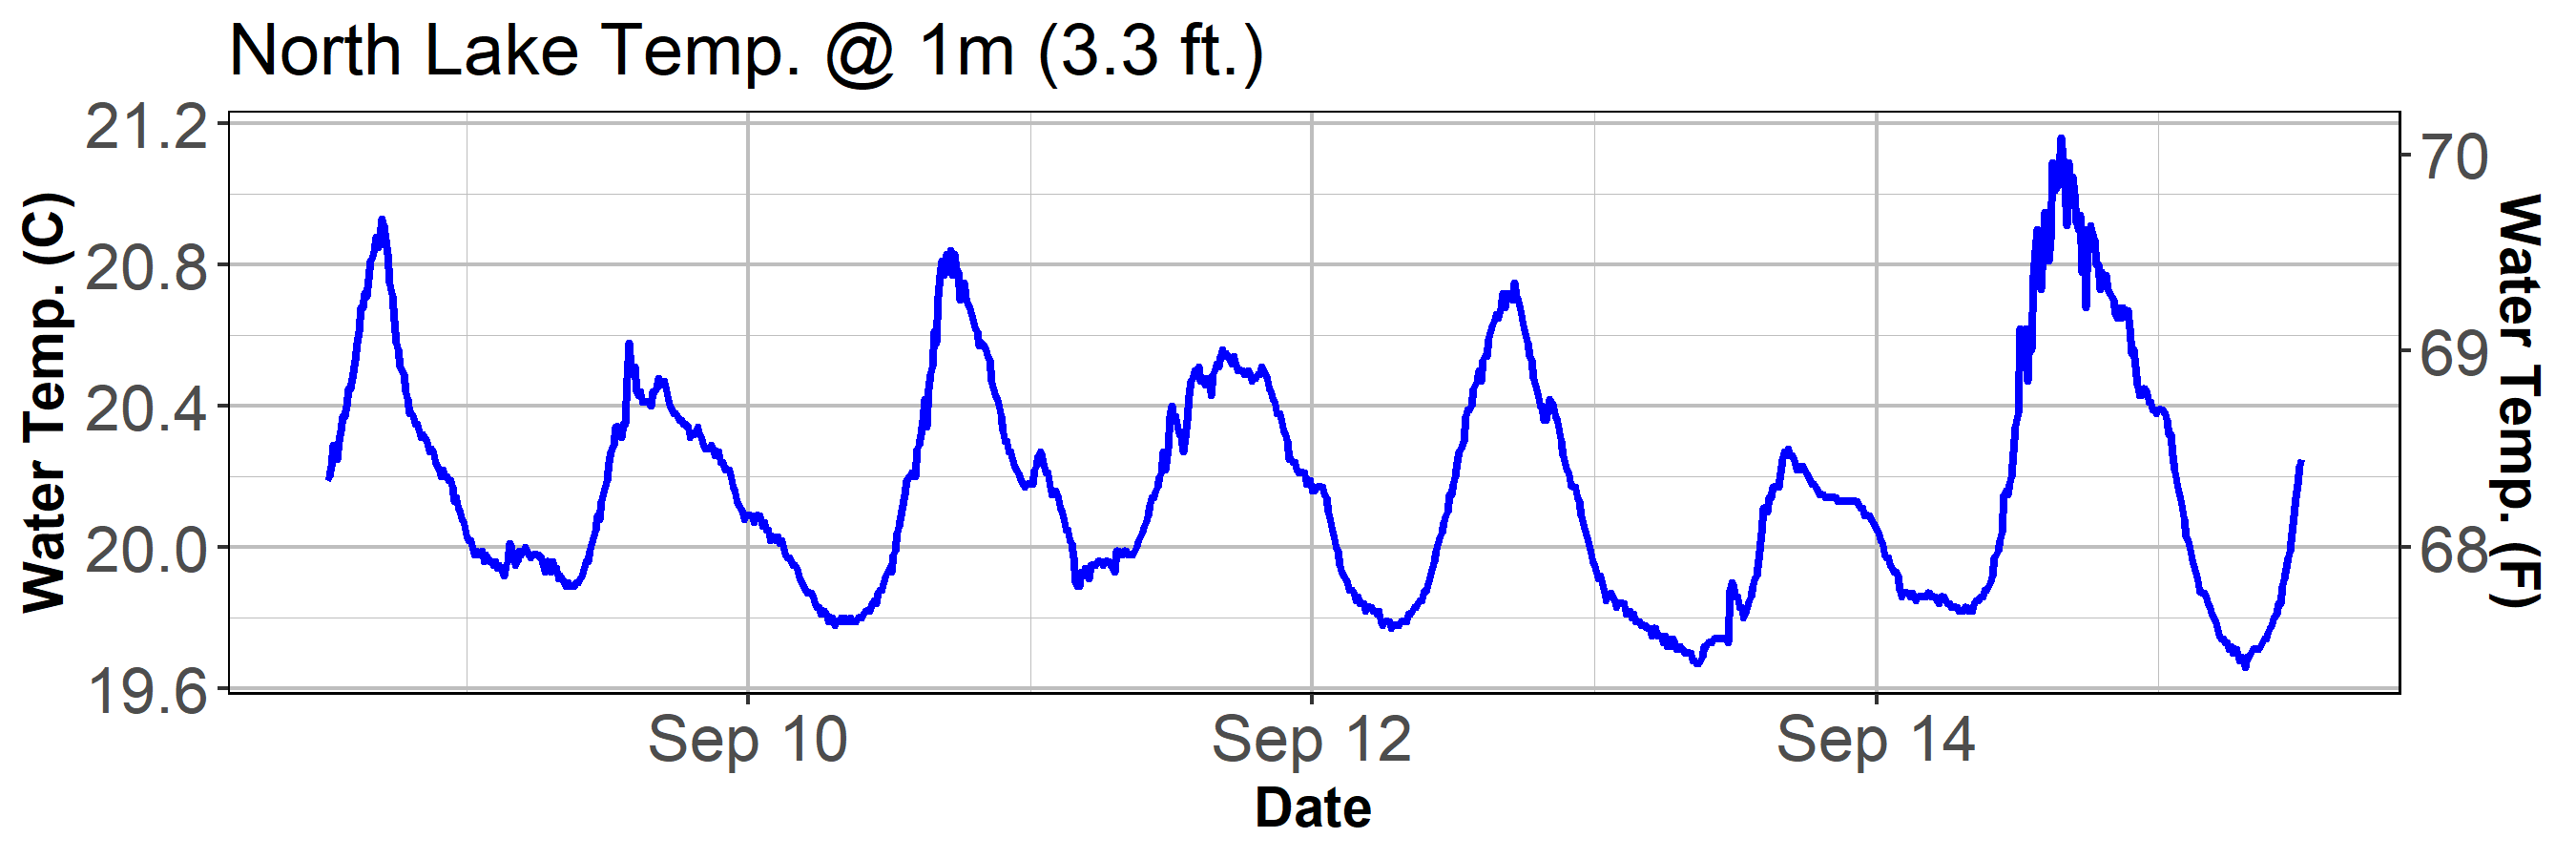 North Lake Temp. @ 1m (3.3 ft.)
21.2
20.8
20.4
20.0
19.6
Water Temp. (C)
70
69
68
Water Temp. (F)
Sep 10
Sep 12
Sep 14
Date